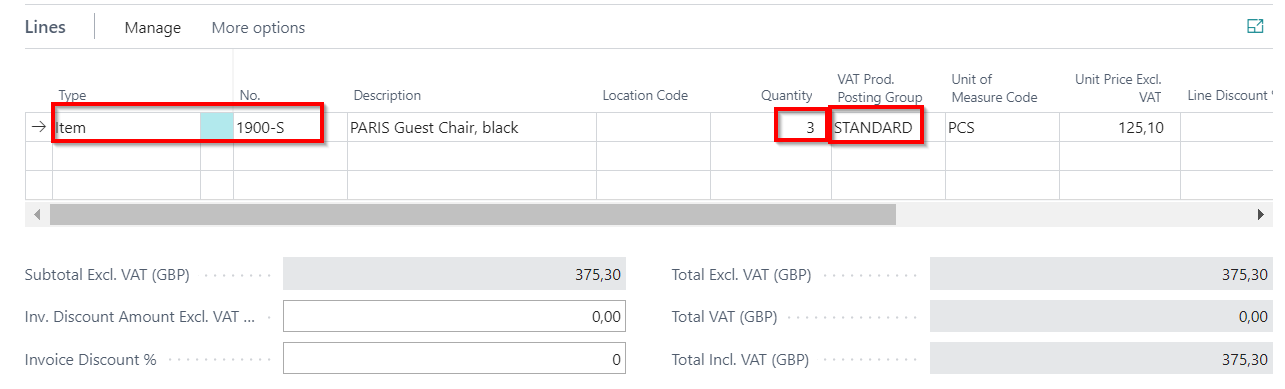 Lines Manage More options
Type No. Description Location Code Quantity VAT Prod. Posting Group Unit of Measure Code Unit Price Excl. VAT Line Discount
Item 1900-S PARIS Guest Chair, black 3 STANDARD PCS 125,10
Subtotal Excl. VAT (GBP) 375,30 Total Excl. VAT (GBP) 375,30
Inv. Discount Amount Excl. VAT ... 0,00 Total VAT (GBP) 0,00
Invoice Discount % 0 Total Incl. VAT (GBP) 375,30